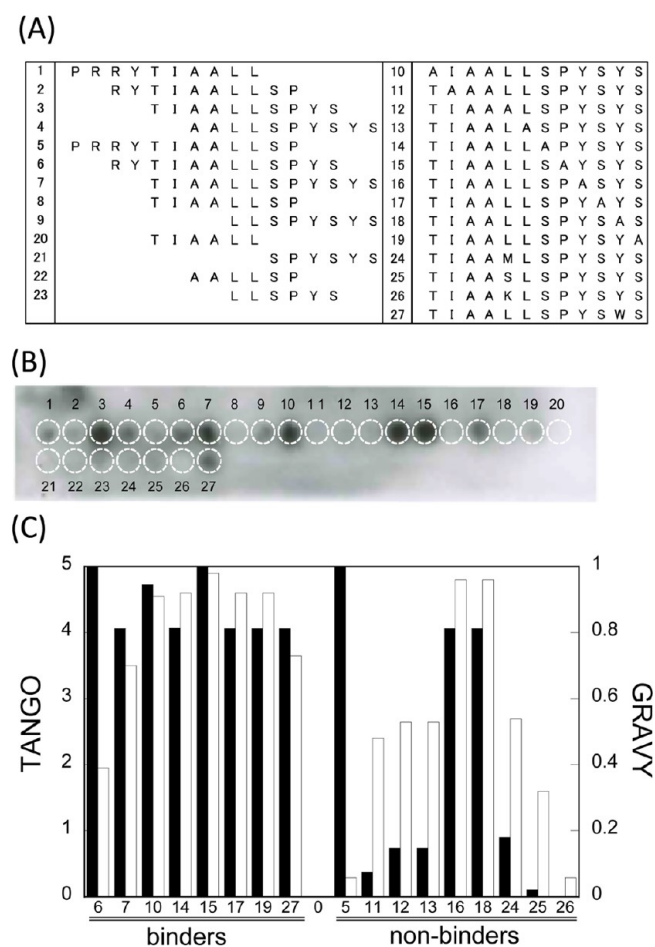 (A)
1 P R R Y T I A A L L 10 A I A A L L S P Y S Y S
2 R Y T I A A L L S P 11 T A A A L L S P Y S Y S
3 T I A A L L S P Y S 12 T I A A A L S P Y S Y S
4 A A L L S P Y S Y S 13 T I A A L A S P Y S Y S
5 P R R Y T I A A L L S P 14 T I A A L L A P Y S Y S
6 R Y T I A A L L S P Y S 15 T I A A L L S A Y S Y S
7 T I A A L L S P Y S Y S 16 T I A A L L S P A S Y S
8 T I A A L L S P 17 T I A A L L S P Y A Y S
9 L L S P Y S Y S 18 T I A A L L S P Y S A S
20 T I A A L L 19 T I A A L L S P Y S Y A
21 S P Y S Y S 24 T I A A M L S P Y S Y S
22 A A L L S P 25 T I A A S L S P Y S Y S
23 L L S P Y S 26 T I A A K L S P Y S Y S
27 T I A A L L S P Y S W S
(B)
1 2 3 4 5 6 7 8 9 10 11 12 13 14 15 16 17 18 19 20
21 22 23 24 25 26 27
(C)
5 1
4 0.8
3 0.6
2 0.4
1 0.2
0 0
TANGO
GRAVY
6 7 10 14 15 17 19 27 0 5 11 12 13 16 18 24 25 26
binders non-binders